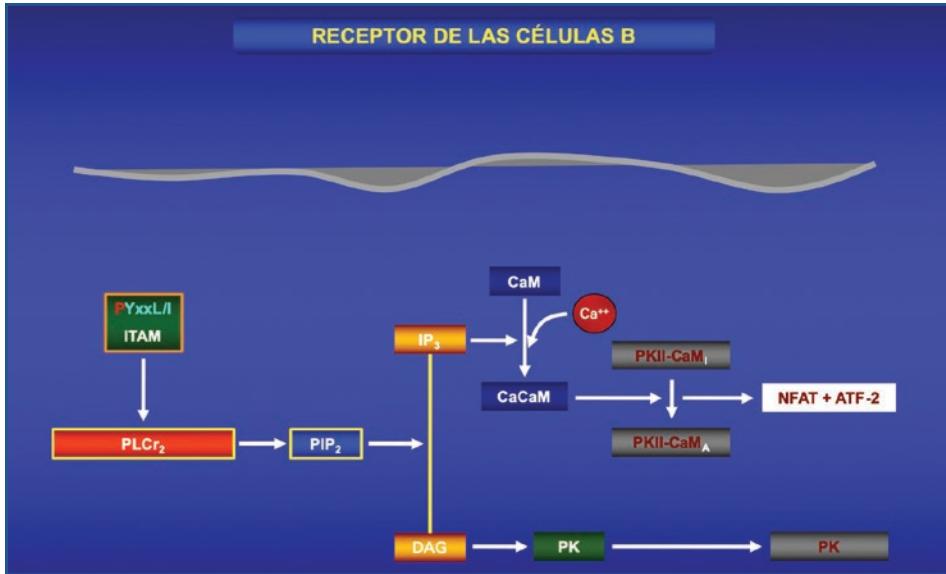 RECEPTOR DE LAS CÉLULAS B
CaM
PYxxL/I
ITAM
Ca++
IP3
PKII-CaMI
CaCaM
NFAT + ATF-2
PLCr2
PIP2
PKII-CaMA
DAG
PK
PK